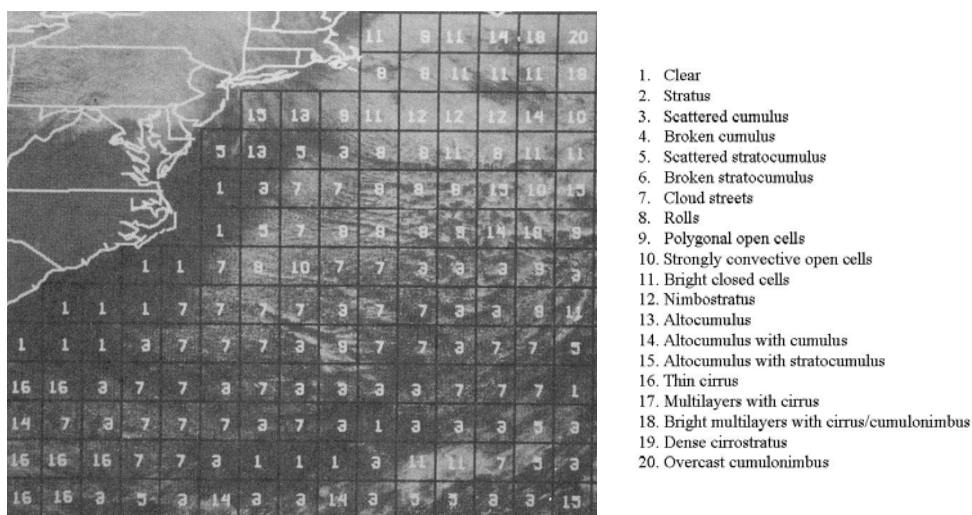 11 11 14 18 20
8 8 11 11 11 18
15 13 9 11 12 12 12 14 10
5 13 5 3 8 8 11 8 11 11
1 3 7 7 8 8 8 15 10 15
1 5 7 8 8 8 14 18
1 1 7 10 7 7 3 3 3 3
1 1 1 7 7 7 7 3 7 7 3 3 11
1 1 1 3 7 7 7 3 7 7 3 7 7 5
16 16 3 7 7 3 7 3 3 3 3 7 7 7 1
14 7 3 7 7 7 3 7 3 1 3 3 3 5 3
16 16 16 7 7 3 1 1 1 3 11 11 7 5 3
16 16 3 5 3 14 3 3 14 3 5 5 3 3 15
1. Clear
2. Stratus
3. Scattered cumulus
4. Broken cumulus
5. Scattered stratocumulus
6. Broken stratocumulus
7. Cloud streets
8. Rolls
9. Polygonal open cells
10. Strongly convective open cells
11. Bright closed cells
12. Nimbostratus
13. Altocumulus
14. Altocumulus with cumulus
15. Altocumulus with stratocumulus
16. Thin cirrus
17. Multilayers with cirrus
18. Bright multilayers with cirrus/cumulonimbus
19. Dense cirrostratus
20. Overcast cumulonimbus